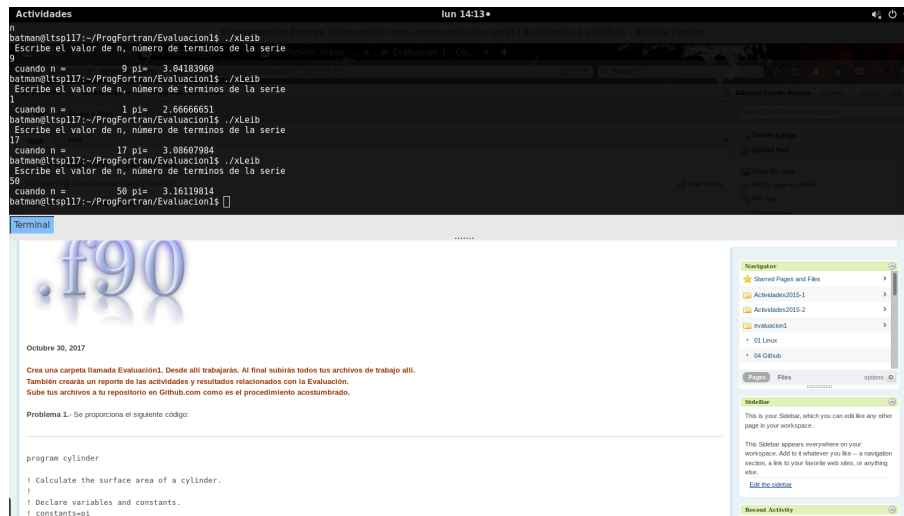 Actividades
lun 14:13
n
batman@ltsp117:~/ProgFortran/Evaluacion1$ ./xLeib
Escribe el valor de n, número de terminos de la serie
9
cuando n = 9 pi= 3.04183960
batman@ltsp117:~/ProgFortran/Evaluacion1$ ./xLeib
Escribe el valor de n, número de terminos de la serie
1
cuando n = 1 pi= 2.66666651
batman@ltsp117:~/ProgFortran/Evaluacion1$ ./xLeib
Escribe el valor de n, número de terminos de la serie
17
cuando n = 17 pi= 3.08607984
batman@ltsp117:~/ProgFortran/Evaluacion1$ ./xLeib
Escribe el valor de n, número de terminos de la serie
50
cuando n = 50 pi= 3.16119814
batman@ltsp117:~/ProgFortran/Evaluacion1$
Create a page
Upload files
Terminal
.f90
Octubre 30, 2017
Crea una carpeta llamada Evaluación1. Desde allí trabajarás. Al final subirás todos tus archivos de trabajo allí.
También crearás un reporte de las actividades y resultados relacionados con la Evaluación.
Sube tus archivos a tu repositorio en Github.com como es el procedimiento acostumbrado.
Problema 1.- Se proporciona el siguiente código:
program cylinder
! Calculate the surface area of a cylinder.
!
! Declare variables and constants.
! constants=pi
Navigator
Starred Pages and Files
Actividades2015-1
Actividades2015-2
evaluacion1
01 Linux
04 Github
Pages Files options
SideBar
This is your Sidebar, which you can edit like any other
page in your workspace.
This Sidebar appears everywhere on your
workspace. Add to it whatever you like -- a navigation
section, a link to your favorite web sites, or anything
else.
Edit the sidebar
Recent Activity